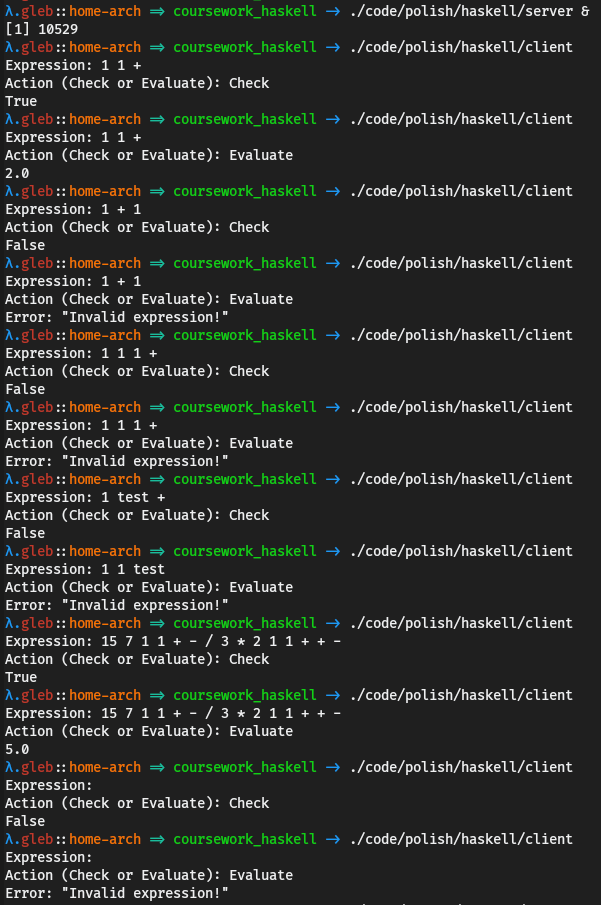 λ.gleb::home-arch ⇒ coursework_haskell → ./code/polish/haskell/server &
[1] 10529
λ.gleb::home-arch ⇒ coursework_haskell → ./code/polish/haskell/client
Expression: 1 1 +
Action (Check or Evaluate): Check
True
λ.gleb::home-arch ⇒ coursework_haskell → ./code/polish/haskell/client
Expression: 1 1 +
Action (Check or Evaluate): Evaluate
2.0
λ.gleb::home-arch ⇒ coursework_haskell → ./code/polish/haskell/client
Expression: 1 + 1
Action (Check or Evaluate): Check
False
λ.gleb::home-arch ⇒ coursework_haskell → ./code/polish/haskell/client
Expression: 1 + 1
Action (Check or Evaluate): Evaluate
Error: "Invalid expression!"
λ.gleb::home-arch ⇒ coursework_haskell → ./code/polish/haskell/client
Expression: 1 1 1 +
Action (Check or Evaluate): Check
False
λ.gleb::home-arch ⇒ coursework_haskell → ./code/polish/haskell/client
Expression: 1 1 1 +
Action (Check or Evaluate): Evaluate
Error: "Invalid expression!"
λ.gleb::home-arch ⇒ coursework_haskell → ./code/polish/haskell/client
Expression: 1 test +
Action (Check or Evaluate): Check
False
λ.gleb::home-arch ⇒ coursework_haskell → ./code/polish/haskell/client
Expression: 1 1 test
Action (Check or Evaluate): Evaluate
Error: "Invalid expression!"
λ.gleb::home-arch ⇒ coursework_haskell → ./code/polish/haskell/client
Expression: 15 7 1 1 + - / 3 * 2 1 1 + + -
Action (Check or Evaluate): Check
True
λ.gleb::home-arch ⇒ coursework_haskell → ./code/polish/haskell/client
Expression: 15 7 1 1 + - / 3 * 2 1 1 + + -
Action (Check or Evaluate): Evaluate
5.0
λ.gleb::home-arch ⇒ coursework_haskell → ./code/polish/haskell/client
Expression:
Action (Check or Evaluate): Check
False
λ.gleb::home-arch ⇒ coursework_haskell → ./code/polish/haskell/client
Expression:
Action (Check or Evaluate): Evaluate
Error: "Invalid expression!"